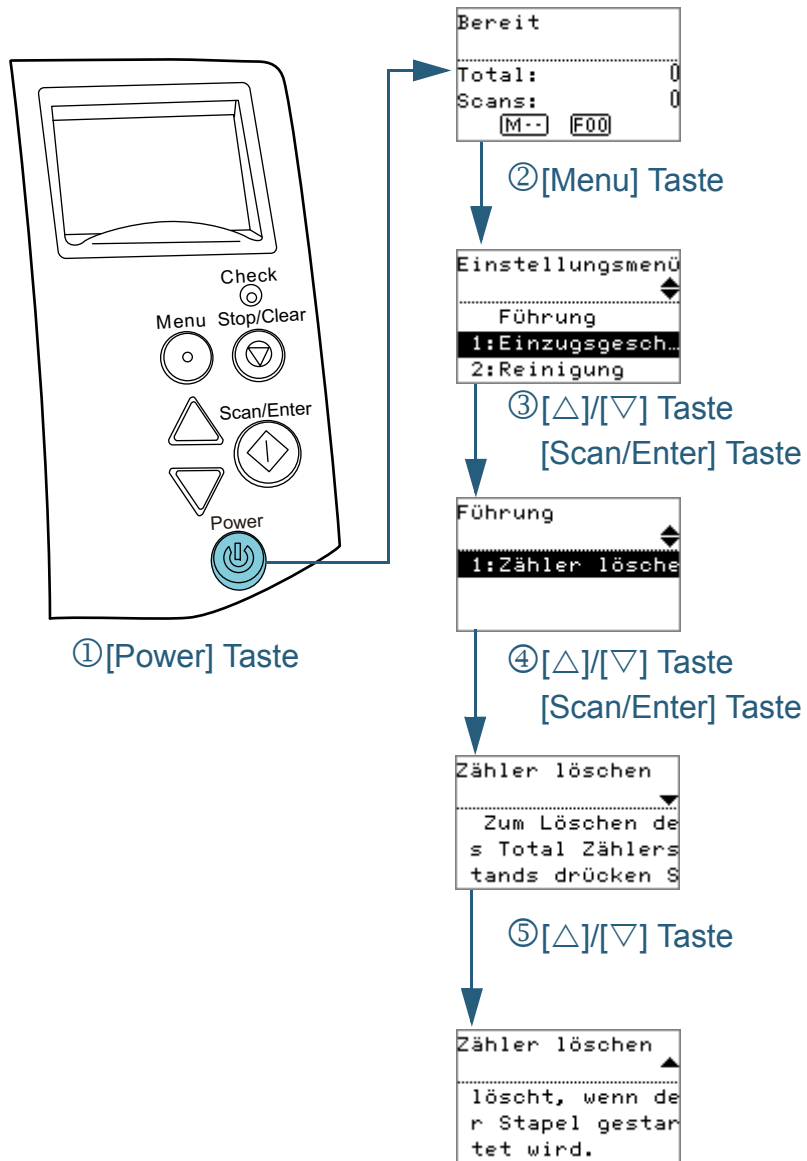 Check
Menu Stop/Clear
Scan/Enter
Power
①[Power] Taste
Bereit
Total: 0
Scans: 0
M-- F00
②[Menu] Taste
Einstellungsmenü
Führung
1:Einzugsgesch…
2:Reinigung
③[△]/[▽] Taste
[Scan/Enter] Taste
Führung
1:Zähler lösche
④[△]/[▽] Taste
[Scan/Enter] Taste
Zähler löschen
Zum Löschen de
s Total Zählers
tands drücken S
⑤[△]/[▽] Taste
Zähler löschen
löscht, wenn de
r Stapel gestar
tet wird.